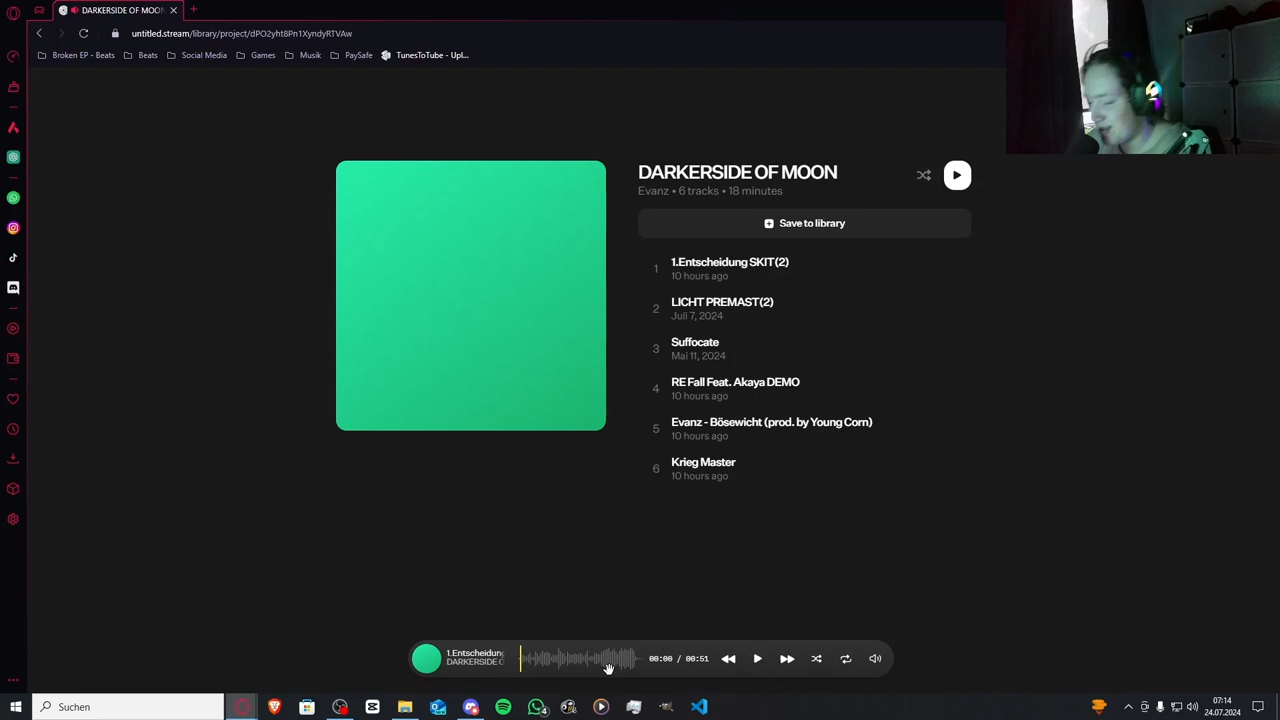 DARKERSIDE OF MOON
untitled.stream/library/project/dPO2yht8Pn1XyndyRTVAw
Broken EP - Beats
Beats
Social Media
Games
Musik
PaySafe
TunesToTube - Upl...
DARKERSIDE OF MOON
Evanz • 6 tracks • 18 minutes
Save to library
1
1.Entscheidung SKIT(2)
10 hours ago
2
LICHT PREMAST(2)
Juli 7, 2024
3
Suffocate
Mai 11, 2024
4
RE Fall Feat. Akaya DEMO
10 hours ago
5
Evanz - Bösewicht (prod. by Young Corn)
10 hours ago
6
Krieg Master
10 hours ago
1.Entscheidung
DARKERSIDE O
00:00 / 00:51
Suchen
4
07:14
24.07.2024